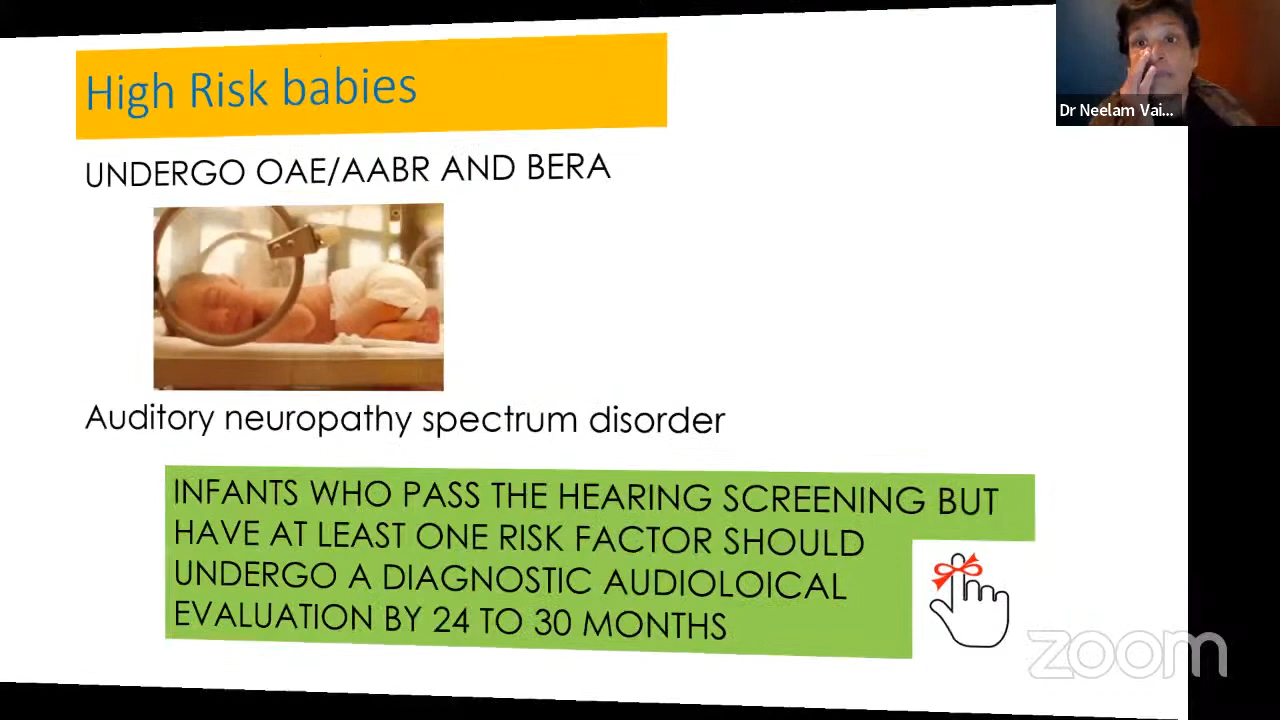 High Risk babies
Dr Neelam Vai...
UNDERGO OAE/AABR AND BERA
Auditory neuropathy spectrum disorder
INFANTS WHO PASS THE HEARING SCREENING BUT
HAVE AT LEAST ONE RISK FACTOR SHOULD
UNDERGO A DIAGNOSTIC AUDIOLOICAL
EVALUATION BY 24 TO 30 MONTHS
zoom